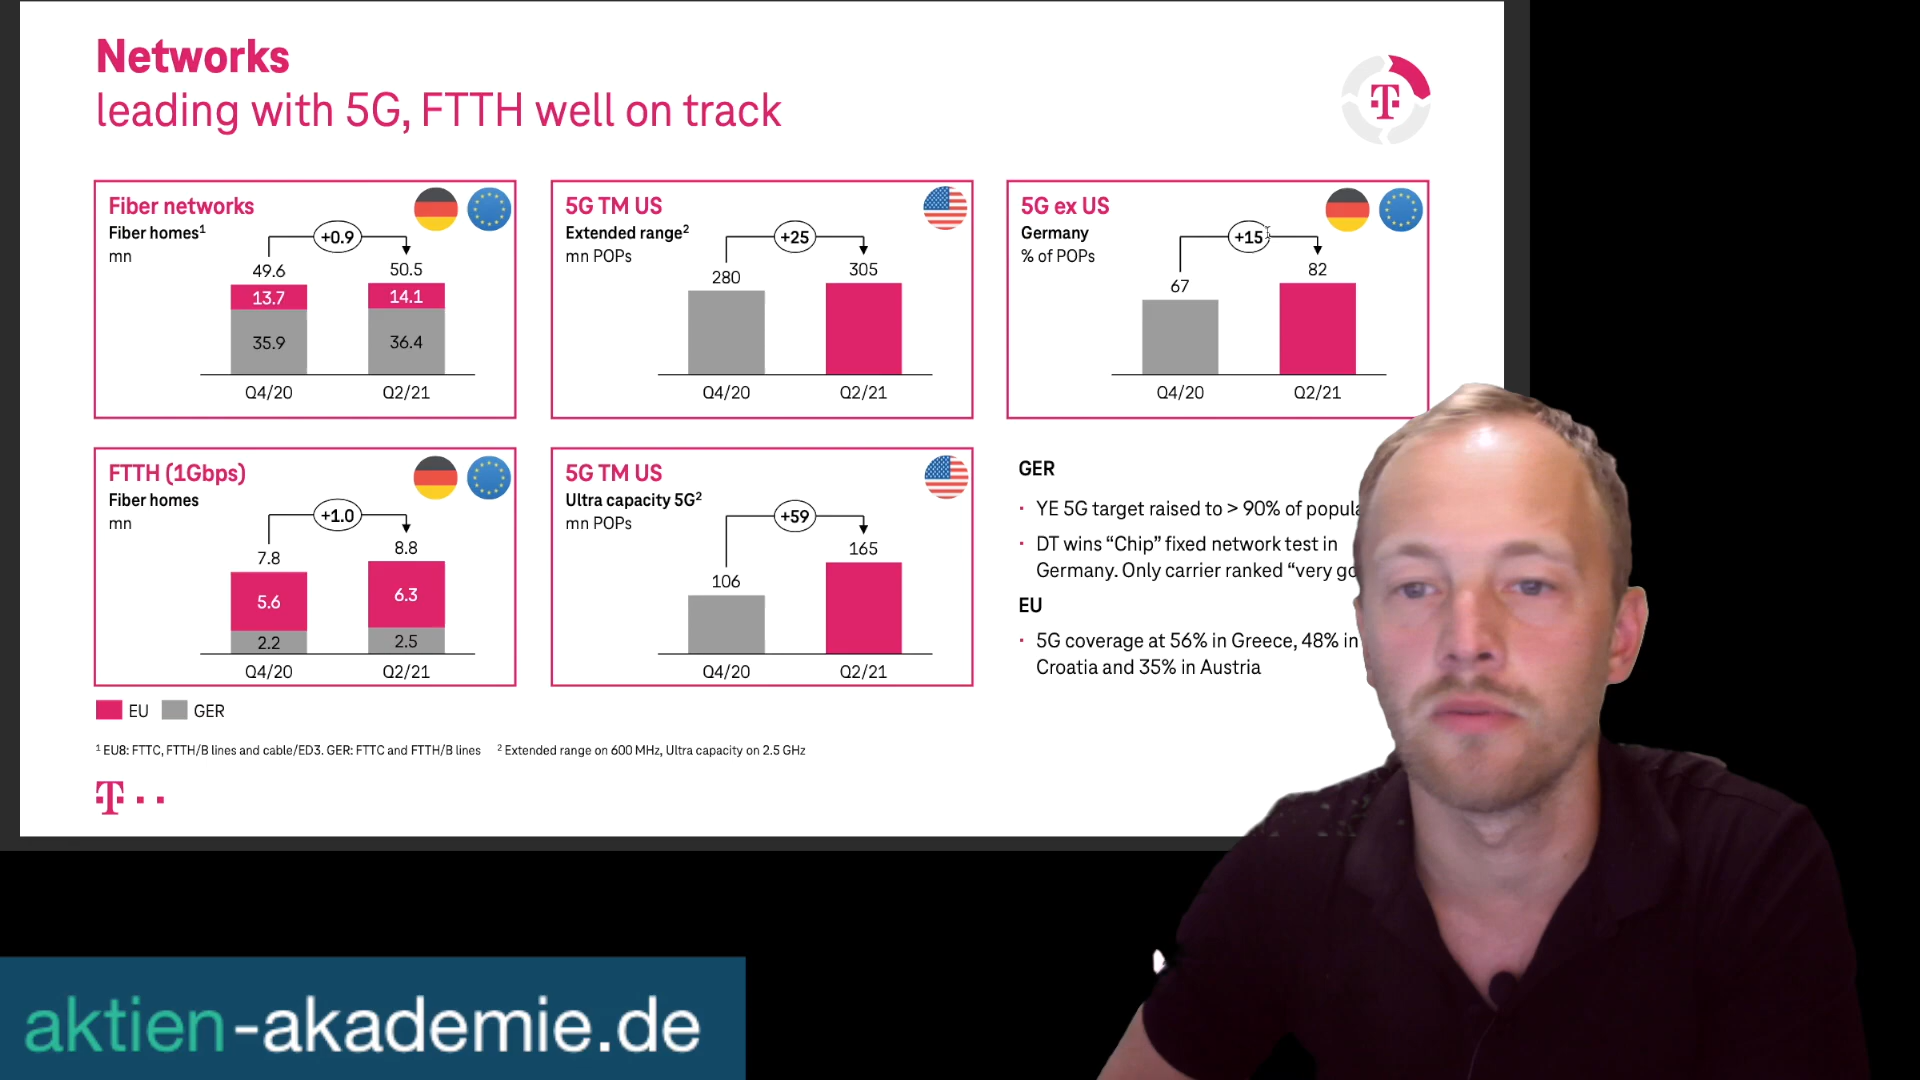 Networks
leading with 5G, FTTH well on track
T
Fiber networks
Fiber homes¹
mn
+0.9
49.6
50.5
13.7
14.1
35.9
36.4
Q4/20
Q2/21
5G TM US
Extended range²
mn POPs
+25
280
305
Q4/20
Q2/21
5G ex US
Germany
% of POPs
+15
67
82
Q4/20
Q2/21
FTTH (1Gbps)
Fiber homes
mn
+1.0
7.8
8.8
5.6
6.3
2.2
2.5
Q4/20
Q2/21
5G TM US
Ultra capacity 5G²
mn POPs
+59
106
165
Q4/20
Q2/21
GER
· YE 5G target raised to > 90% of
· DT wins “Chip” fixed network test in
Germany. Only carrier ranked “very
EU
· 5G coverage at 56% in Greece, 48% in
Croatia and 35% in Austria
EU GER
¹ EU8: FTTC, FTTH/B lines and cable/ED3. GER: FTTC and FTTH/B lines ² Extended range on 600 MHz, Ultra capacity on 2.5 GHz
T
aktien-akademie.de